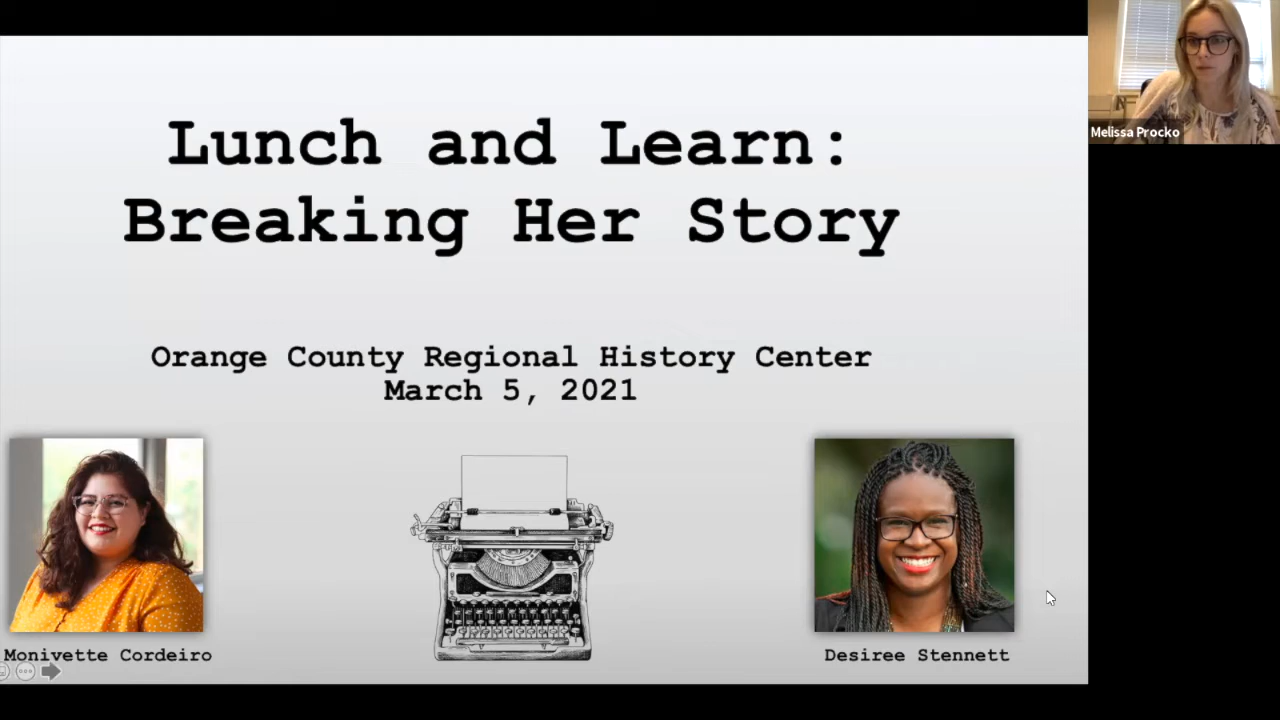 Lunch and Learn:
Breaking Her Story
Orange County Regional History Center
March 5, 2021
Monivette Cordeiro
Desiree Stennett
Melissa Procko